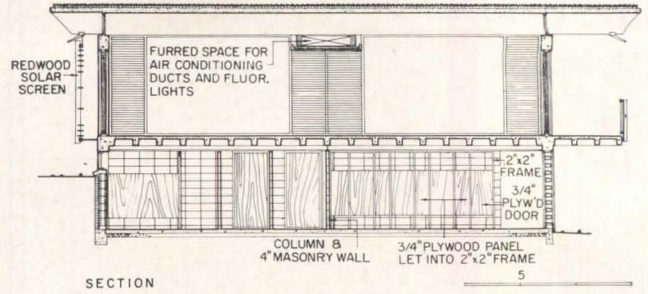 FURRED SPACE FOR
AIR CONDITIONING
DUCTS AND FLUOR.
LIGHTS
REDWOOD
SOLAR
SCREEN
2"x2"
FRAME
3/4"
PLYW'D
DOOR
COLUMN &
4" MASONRY WALL
3/4" PLYWOOD PANEL
LET INTO 2"x2" FRAME
SECTION
5